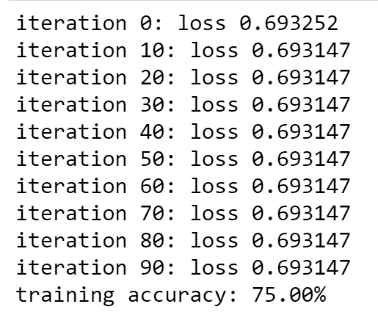 iteration 0: loss 0.693252
iteration 10: loss 0.693147
iteration 20: loss 0.693147
iteration 30: loss 0.693147
iteration 40: loss 0.693147
iteration 50: loss 0.693147
iteration 60: loss 0.693147
iteration 70: loss 0.693147
iteration 80: loss 0.693147
iteration 90: loss 0.693147
training accuracy: 75.00%